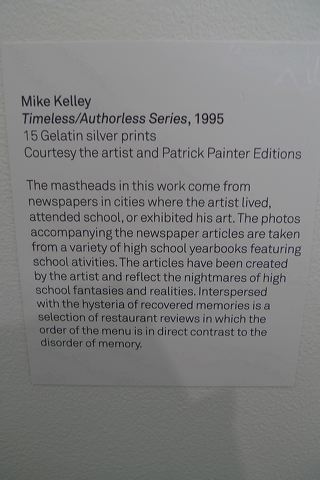 Mike Kelley
Timeless/Authorless Series, 1995
15 Gelatin silver prints
Courtesy the artist and Patrick Painter Editions
The mastheads in this work come from
newspapers in cities where the artist lived,
attended school, or exhibited his art. The photos
accompanying the newspaper articles are taken
from a variety of high school yearbooks featuring
school ativities. The articles have been created
by the artist and reflect the nightmares of high
school fantasies and realities. Interspersed
with the hysteria of recovered memories is a
selection of restaurant reviews in which the
order of the menu is in direct contrast to the
disorder of memory.